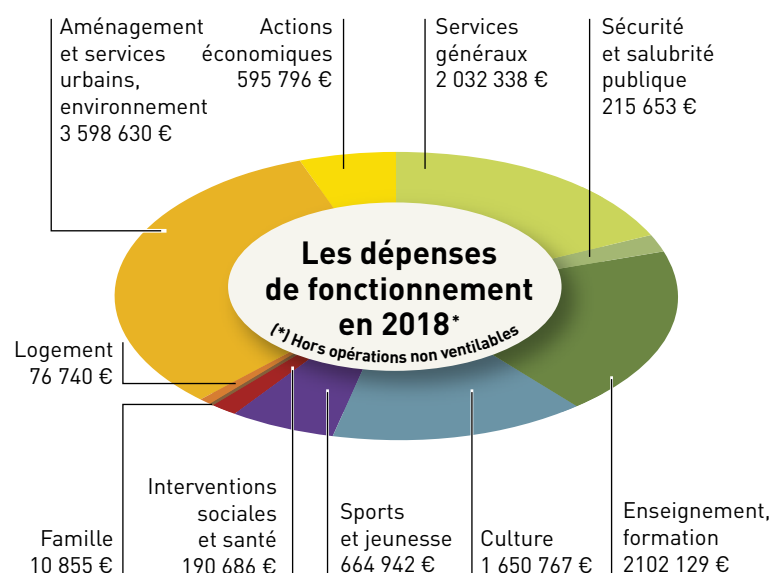 Aménagement
et services
urbains,
environnement
3 598 630 €
Actions
économiques
595 796 €
Services
généraux
2 032 338 €
Sécurité
et salubrité
publique
215 653 €
Les dépenses
de fonctionnement
en 2018*
(*) Hors opérations non ventilables
Logement
76 740 €
Famille
10 855 €
Interventions
sociales
et santé
190 686 €
Sports
et jeunesse
664 942 €
Culture
1 650 767 €
Enseignement,
formation
2102 129 €